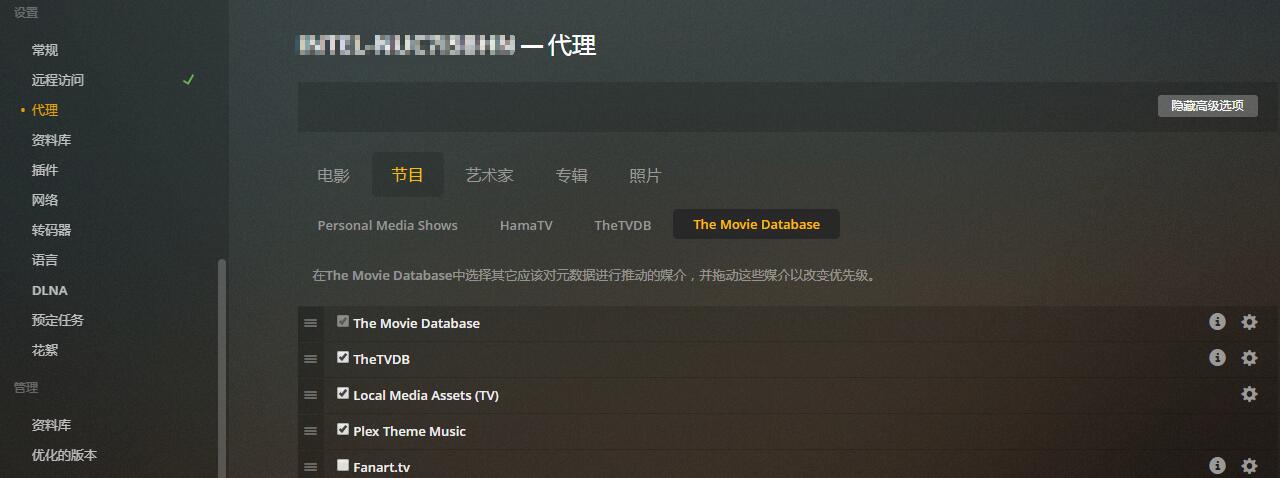 设置
常规
远程访问
代理
资料库
插件
网络
转码器
语言
DLNA
预定任务
花絮
管理
资料库
优化的版本
— 代理
隐藏高级选项
电影 节目 艺术家 专辑 照片
Personal Media Shows HamaTV TheTVDB The Movie Database
在The Movie Database中选择其它应该对元数据进行推动的媒介，并拖动这些媒介以改变优先级。
The Movie Database
TheTVDB
Local Media Assets (TV)
Plex Theme Music
Fanart.tv